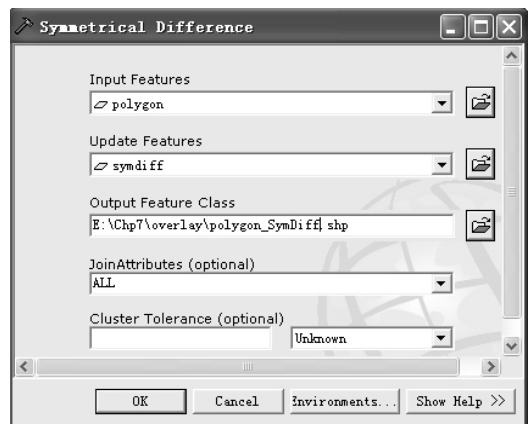 Symmetrical Difference
Input Features
polygon
Update Features
symdiff
Output Feature Class
E:\Chp7\overlay\polygon_SymDiff.shp
JoinAttributes (optional)
ALL
Cluster Tolerance (optional)
Unknown
OK Cancel Environments... Show Help >>